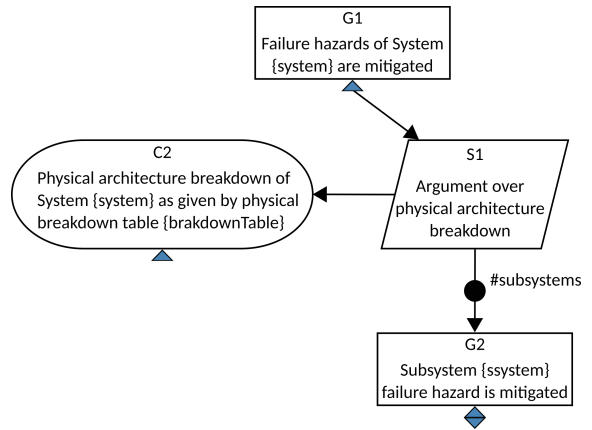 G1
Failure hazards of System
{system} are mitigated
C2
Physical architecture breakdown of
System {system} as given by physical
breakdown table {brakdownTable}
S1
Argument over
physical architecture
breakdown
#subsystems
G2
Subsystem {ssystem}
failure hazard is mitigated